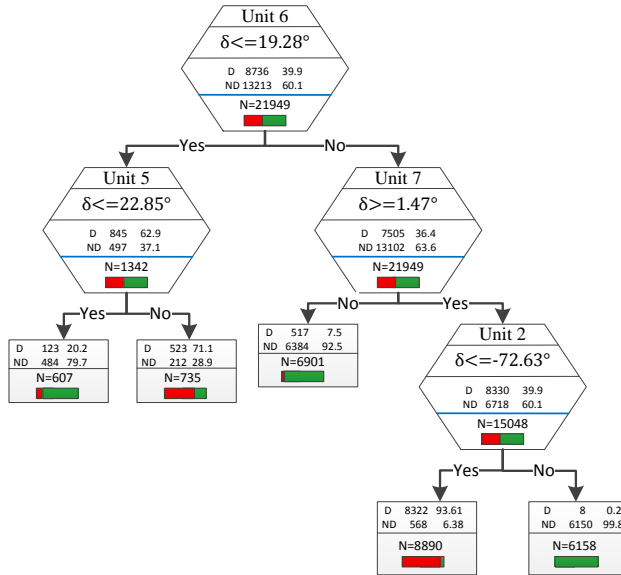 Unit 6
δ<=19.28°
D 8736 39.9
ND 13213 60.1
N=21949
Yes
No
Unit 5
δ<=22.85°
D 845 62.9
ND 497 37.1
N=1342
Unit 7
δ>=1.47°
D 7505 36.4
ND 13102 63.6
N=21949
Yes
No
No
Yes
D 123 20.2
ND 484 79.7
N=607
D 523 71.1
ND 212 28.9
N=735
D 517 7.5
ND 6384 92.5
N=6901
Unit 2
δ<=-72.63°
D 8330 39.9
ND 6718 60.1
N=15048
Yes
No
D 8322 93.61
ND 568 6.38
N=8890
D 8 0.2
ND 6150 99.8
N=6158